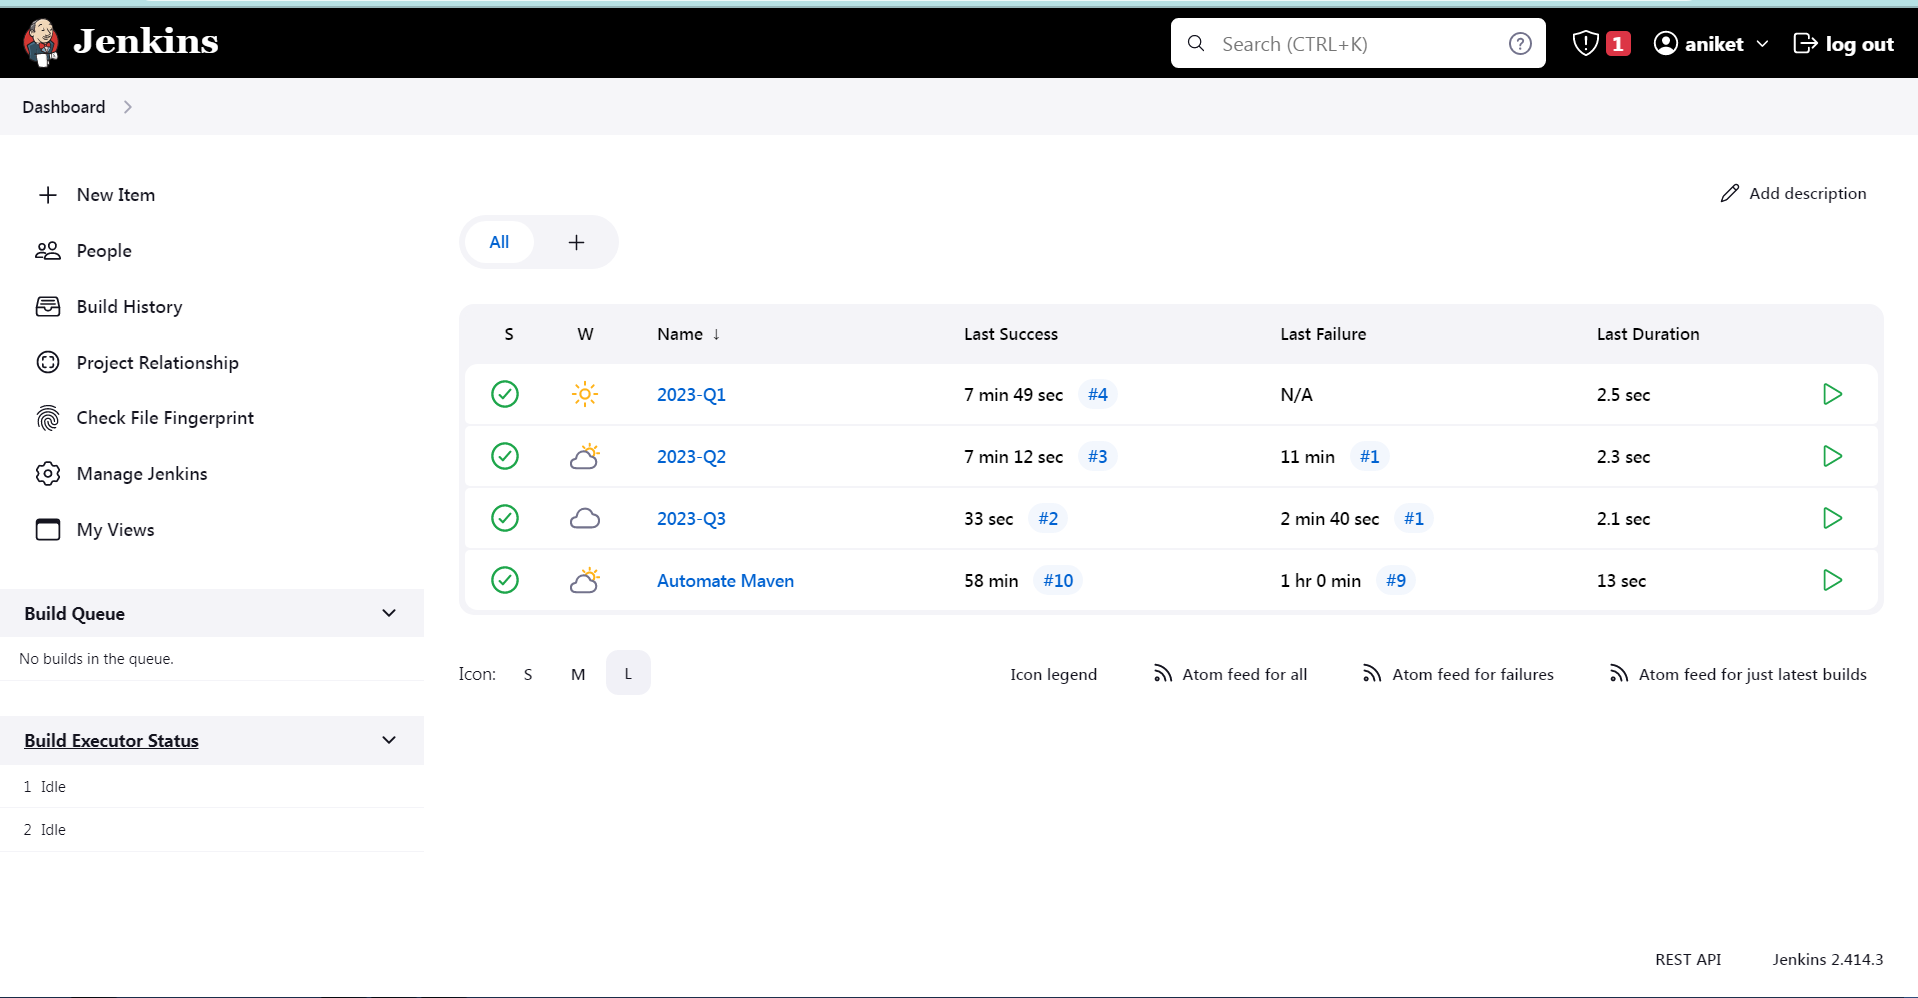 Jenkins
Search (CTRL+K)
1
aniket
log out
Dashboard
New Item
People
Build History
Project Relationship
Check File Fingerprint
Manage Jenkins
My Views
Build Queue
No builds in the queue.
Build Executor Status
1 Idle
2 Idle
Add description
All
S W Name ↓ Last Success Last Failure Last Duration
2023-Q1 7 min 49 sec #4 N/A 2.5 sec
2023-Q2 7 min 12 sec #3 11 min #1 2.3 sec
2023-Q3 33 sec #2 2 min 40 sec #1 2.1 sec
Automate Maven 58 min #10 1 hr 0 min #9 13 sec
Icon: S M L
Icon legend
Atom feed for all
Atom feed for failures
Atom feed for just latest builds
REST API
Jenkins 2.414.3